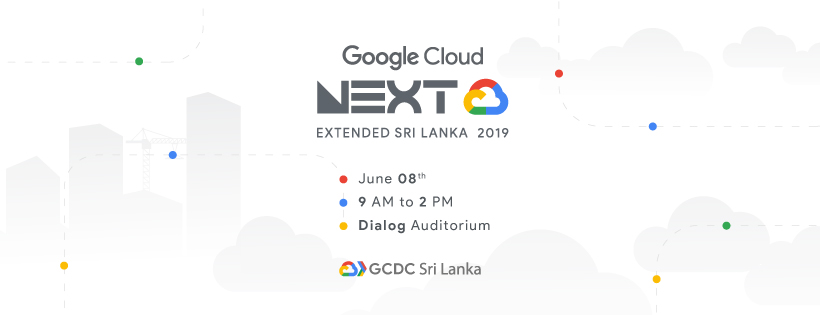 Google Cloud
NEXT
EXTENDED SRI LANKA 2019
June 08th
9 AM to 2 PM
Dialog Auditorium
GCDC Sri Lanka